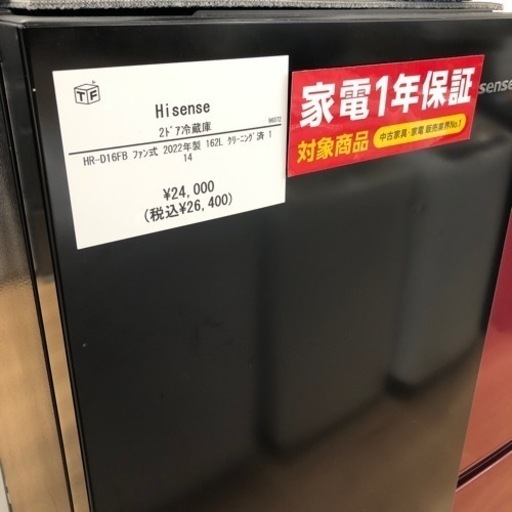 TF
Hisense
2ﾄﾞｱ冷蔵庫
HR-D16FB ファン式 2022年製 162L クリーニング済 1
14
¥24,000
(税込¥26,400)
家電1年保証
対象商品
中古家具・家電 販売業界No.1
sense